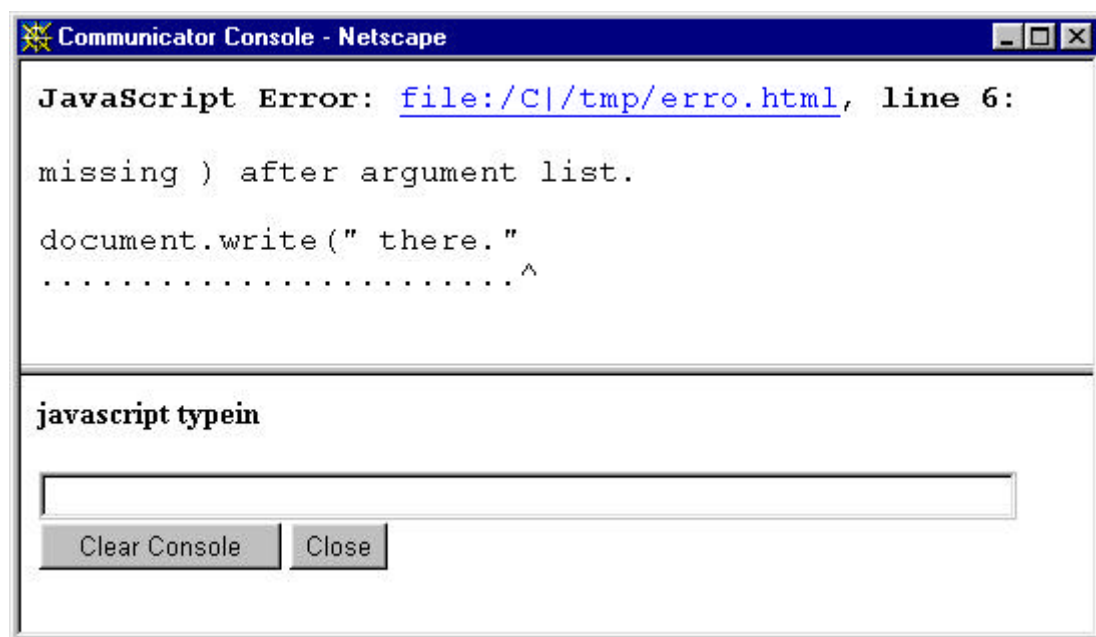 Communicator Console - Netscape
JavaScript Error: file:/C|/tmp/erro.html, line 6:
missing ) after argument list.
document.write(" there."
........................^
javascript typein
Clear Console Close